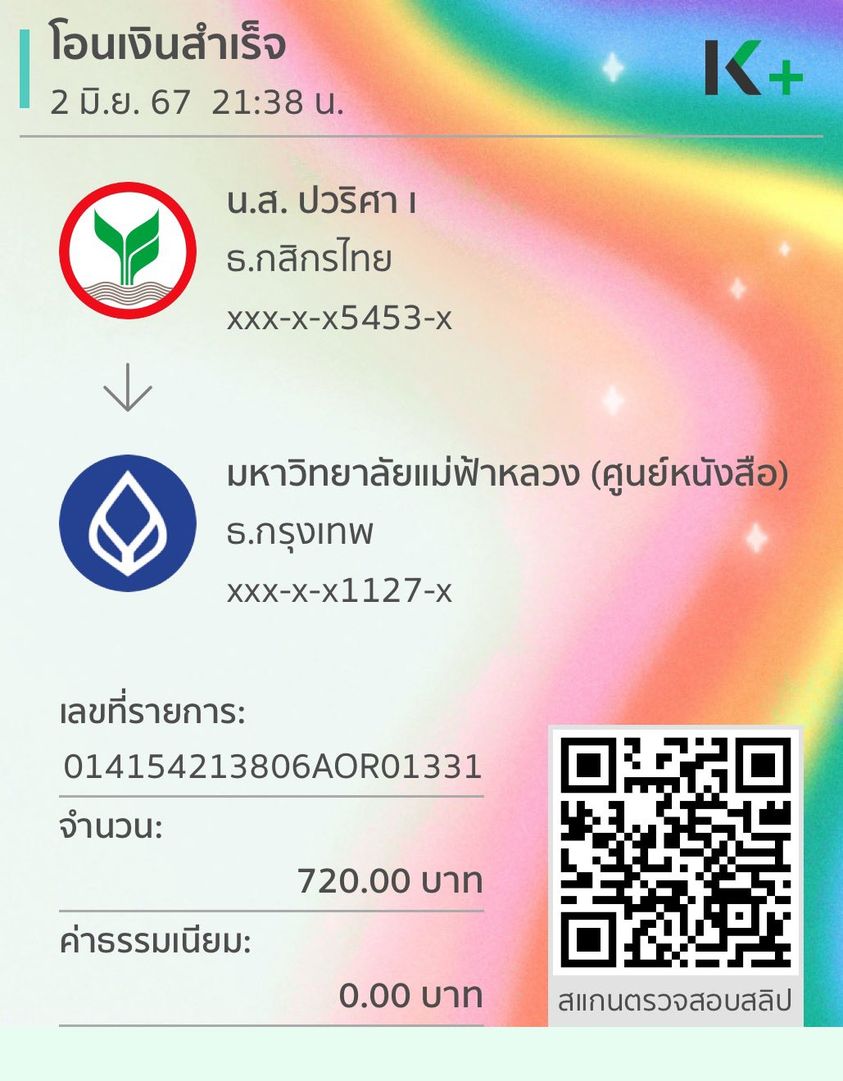 โอนเงินสำเร็จ
2 มิ.ย. 67 21:38 น.
K+
น.ส. ปวริศา เ
ธ.กสิกรไทย
xxx-x-x5453-x
มหาวิทยาลัยแม่ฟ้าหลวง (ศูนย์หนังสือ)
ธ.กรุงเทพ
xxx-x-x1127-x
เลขที่รายการ:
014154213806AOR01331
จำนวน:
720.00 บาท
ค่าธรรมเนียม:
0.00 บาท
สแกนตรวจสอบสลิป